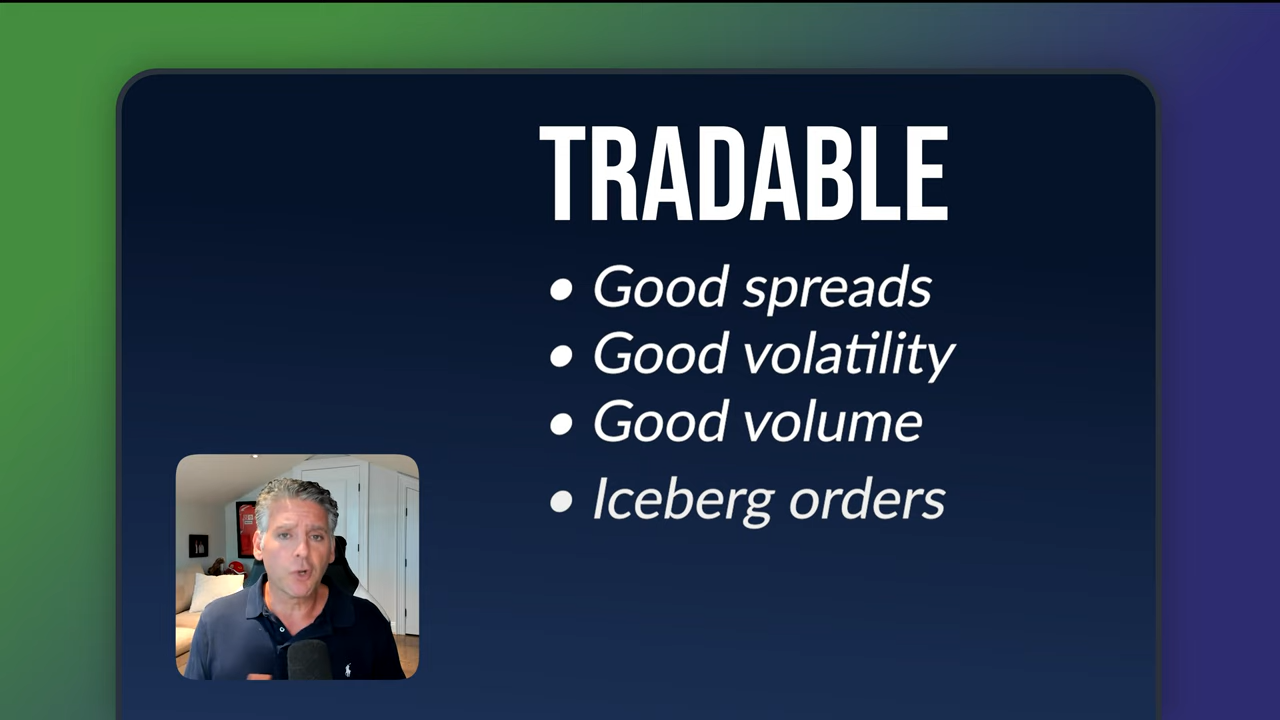 TRADABLE
• Good spreads
• Good volatility
• Good volume
• Iceberg orders